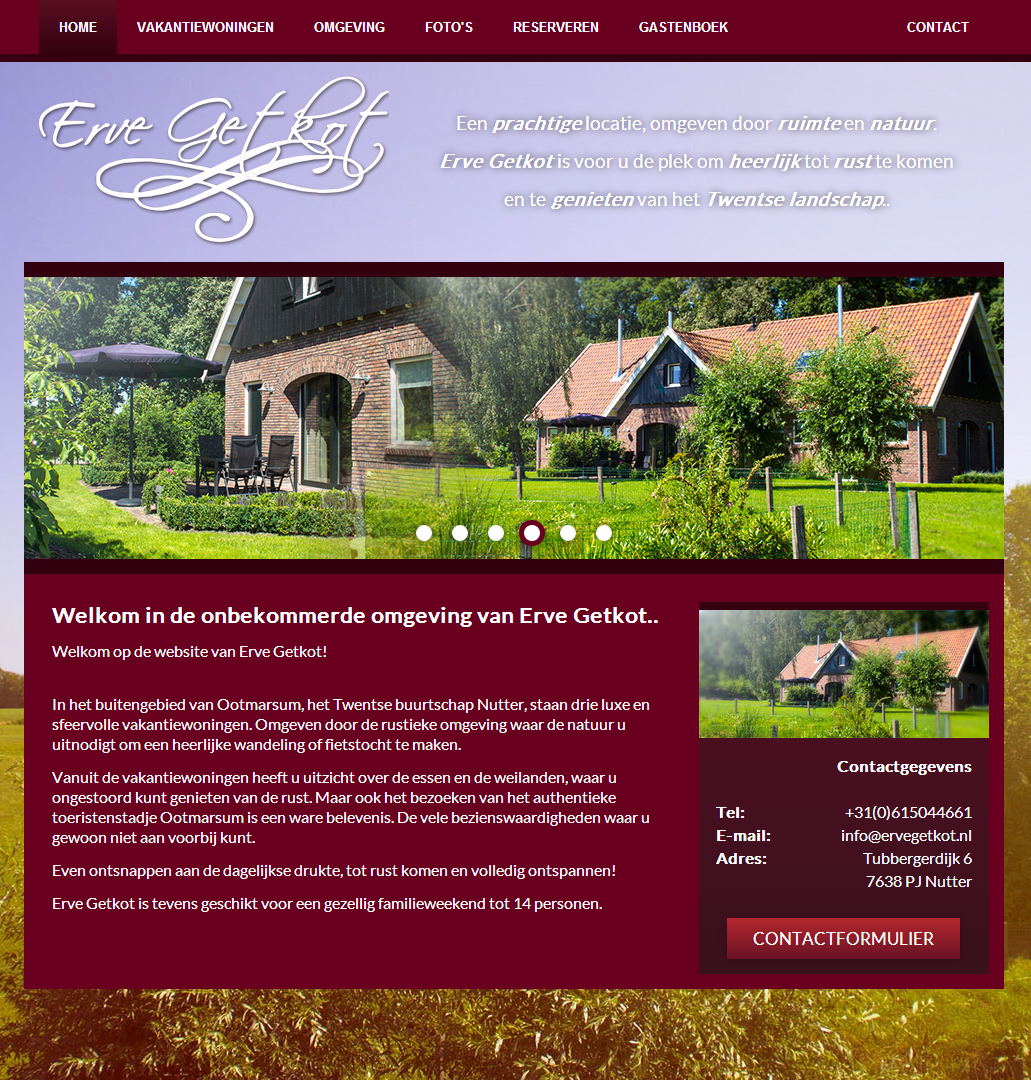 HOME VAKANTIEWONINGEN OMGEVING FOTO'S RESERVEREN GASTENBOEK CONTACT
Erve Getkot
Een prachtige locatie, omgeven door ruimte en natuur.
Erve Getkot is voor u de plek om heerlijk tot rust te komen
en te genieten van het Twentse landschap..
Welkom in de onbekommerde omgeving van Erve Getkot..
Welkom op de website van Erve Getkot!
In het buitengebied van Ootmarsum, het Twentse buurtschap Nutter, staan drie luxe en
sfeervolle vakantiewoningen. Omgeven door de rustieke omgeving waar de natuur u
uitnodigt om een heerlijke wandeling of fietstocht te maken.
Vanuit de vakantiewoningen heeft u uitzicht over de essen en de weilanden, waar u
ongestoord kunt genieten van de rust. Maar ook het bezoeken van het authentieke
toeristenstadje Ootmarsum is een ware belevenis. De vele bezienswaardigheden waar u
gewoon niet aan voorbij kunt.
Even ontsnappen aan de dagelijkse drukte, tot rust komen en volledig ontspannen!
Erve Getkot is tevens geschikt voor een gezellig familieweekend tot 14 personen.
Contactgegevens
Tel: +31(0)615044661
E-mail: info@ervegetkot.nl
Adres: Tubbergerdijk 6
7638 PJ Nutter
CONTACTFORMULIER